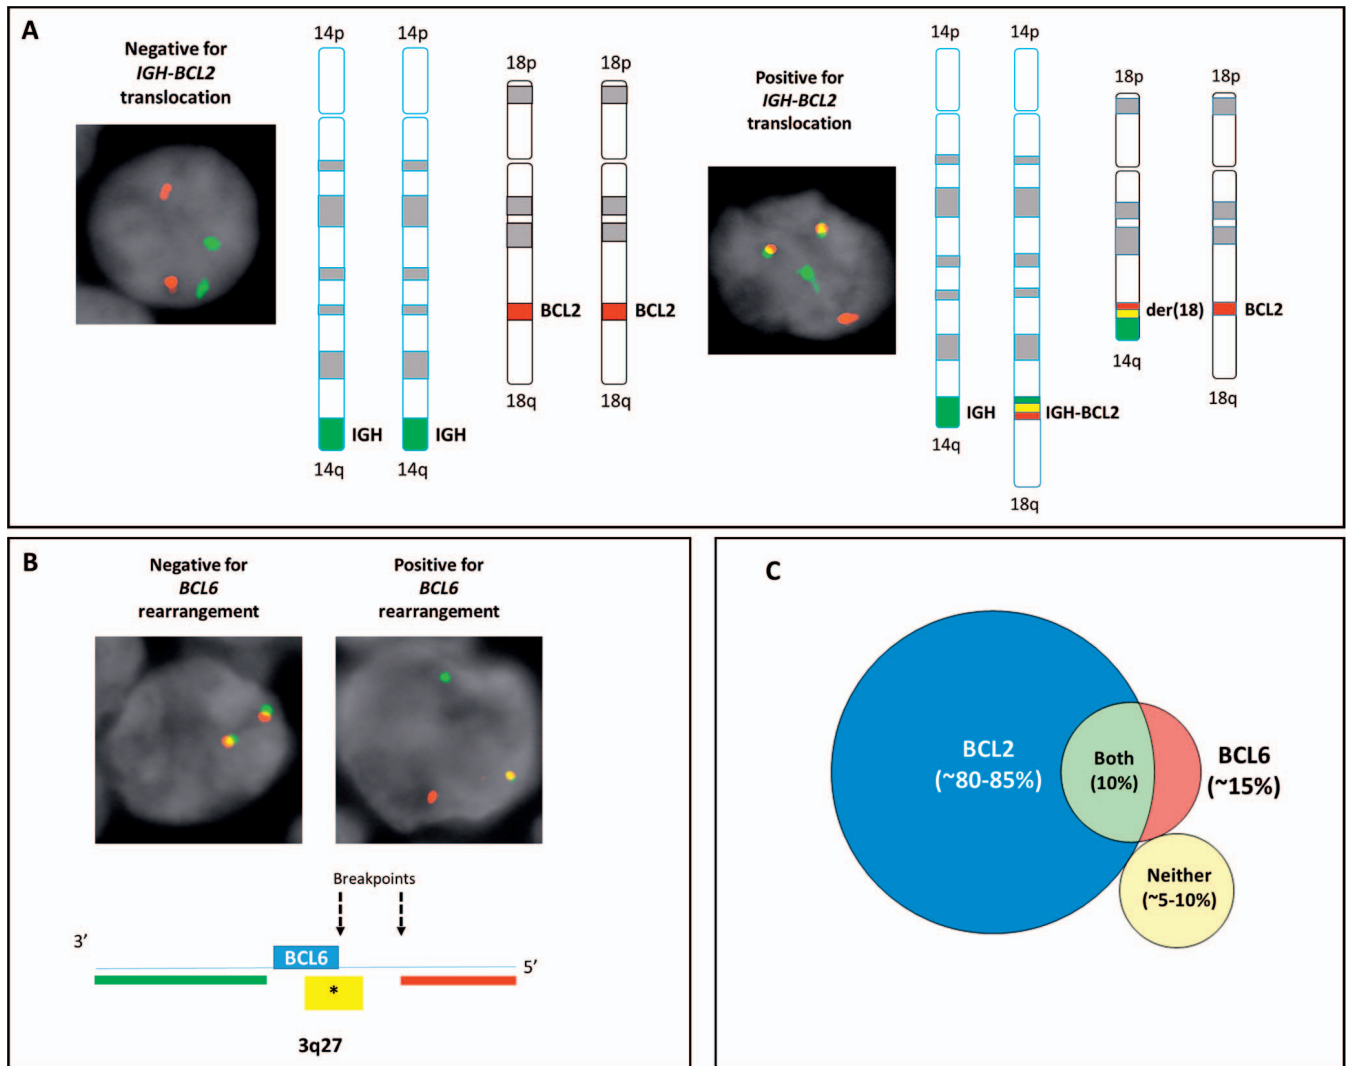 A
Negative for
IGH-BCL2
translocation
14p
14p
18p
18p
BCL2
BCL2
18q
18q
IGH
IGH
14q
14q
Positive for
IGH-BCL2
translocation
14p
14p
18p
18p
der(18)
BCL2
14q
18q
IGH
IGH-BCL2
14q
18q
B
Negative for
BCL6
rearrangement
Positive for
BCL6
rearrangement
Breakpoints
3’
BCL6
5’
*
3q27
C
BCL2
(~80-85%)
Both
(10%)
BCL6
(~15%)
Neither
(~5-10%)